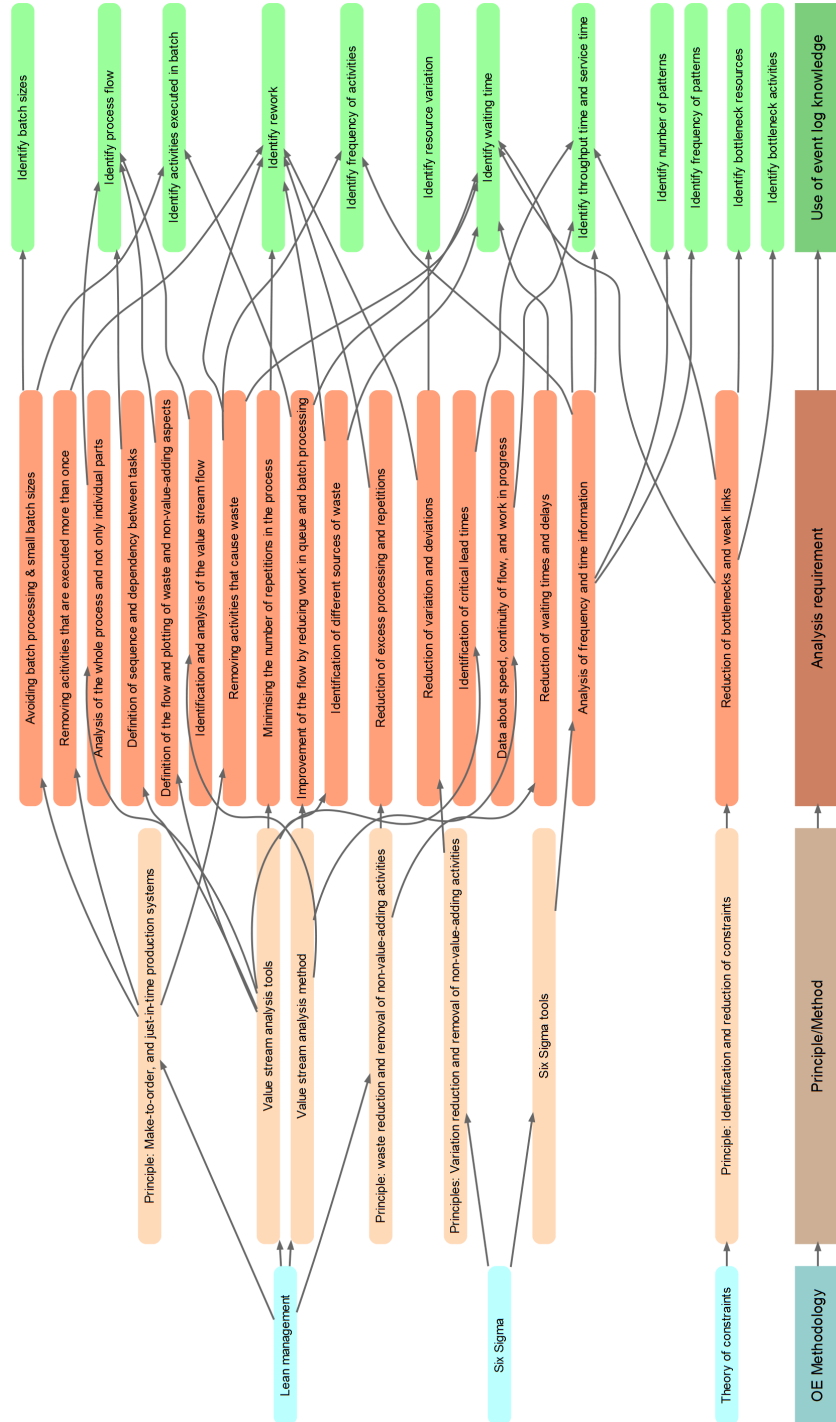 Identify batch sizes
Identify process flow
Identify activities executed in batch
Identify rework
Identify frequency of activities
Identify resource variation
Identify waiting time
Identify throughput time and service time
Identify number of patterns
Identify frequency of patterns
Identify bottleneck resources
Identify bottleneck activities
Use of event log knowledge
Avoiding batch processing & small batch sizes
Removing acitivities that are executed more than once
Analysis of the whole process and not only individual parts
Definition of sequence and dependency between tasks
Definition of the flow and plotting of waste and non-value-adding aspects
Identification and analysis of the value stream flow
Removing activities that cause waste
Minimising the number of repetitions in the process
Improvement of the flow by reducing work in queue and batch processing
Identification of different sources of waste
Reduction of excess processing and repetitions
Reduction of variation and deviations
Identification of critical lead times
Data about speed, continuity of flow, and work in progress
Reduction of waiting times and delays
Analysis of frequency and time information
Reduction of bottlenecks and weak links
Analysis requirement
Principle: Make-to-order, and just-in-time production systems
Value stream analysis tools
Value stream analysis method
Principle: waste reduction and removal of non-value-adding activities
Principles: Variation reduction and removal of non-value-adding activities
Six Sigma tools
Principle: Identification and reduction of constraints
Principle/Method
Lean management
Six Sigma
Theory of constraints
OE Methodology